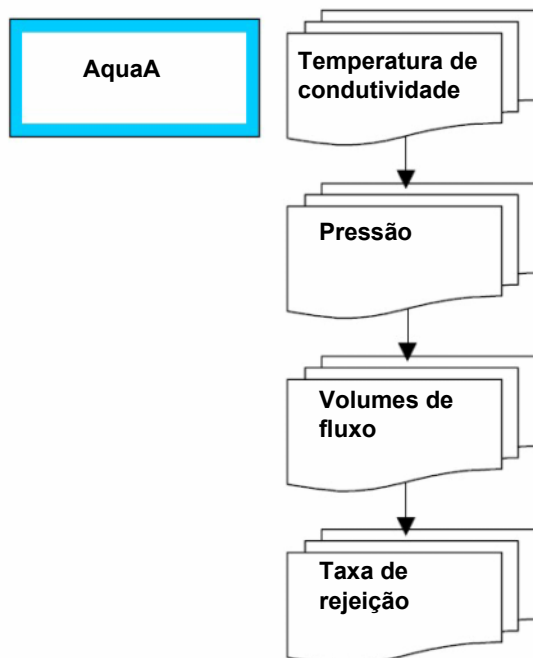 AquaA
Temperatura de
condutividade
Pressão
Volumes de
fluxo
Taxa de
rejeição